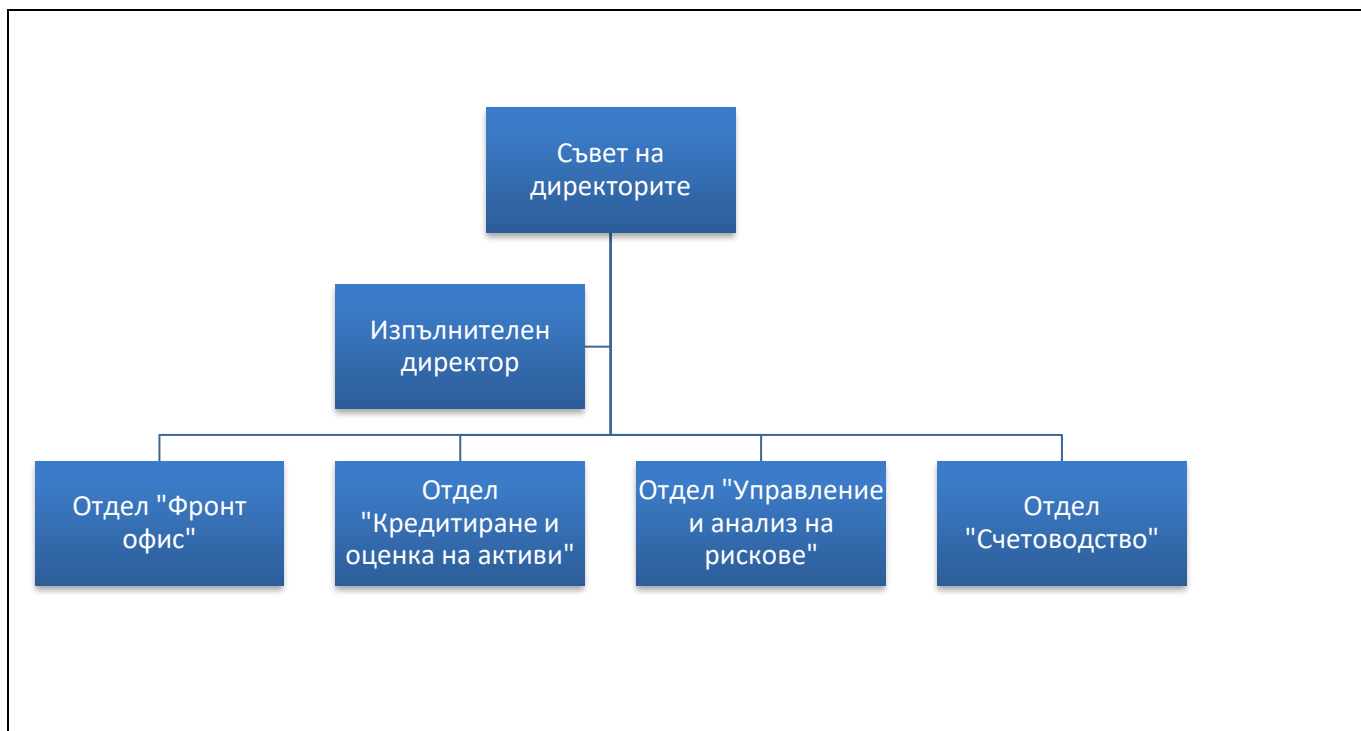 Съвет на
директорите
Изпълнителен
директор
Отдел "Фронт
офис"
Отдел
"Кредитиране и
оценка на активи"
Отдел "Управление
и анализ на
рискове"
Отдел
"Счетоводство"